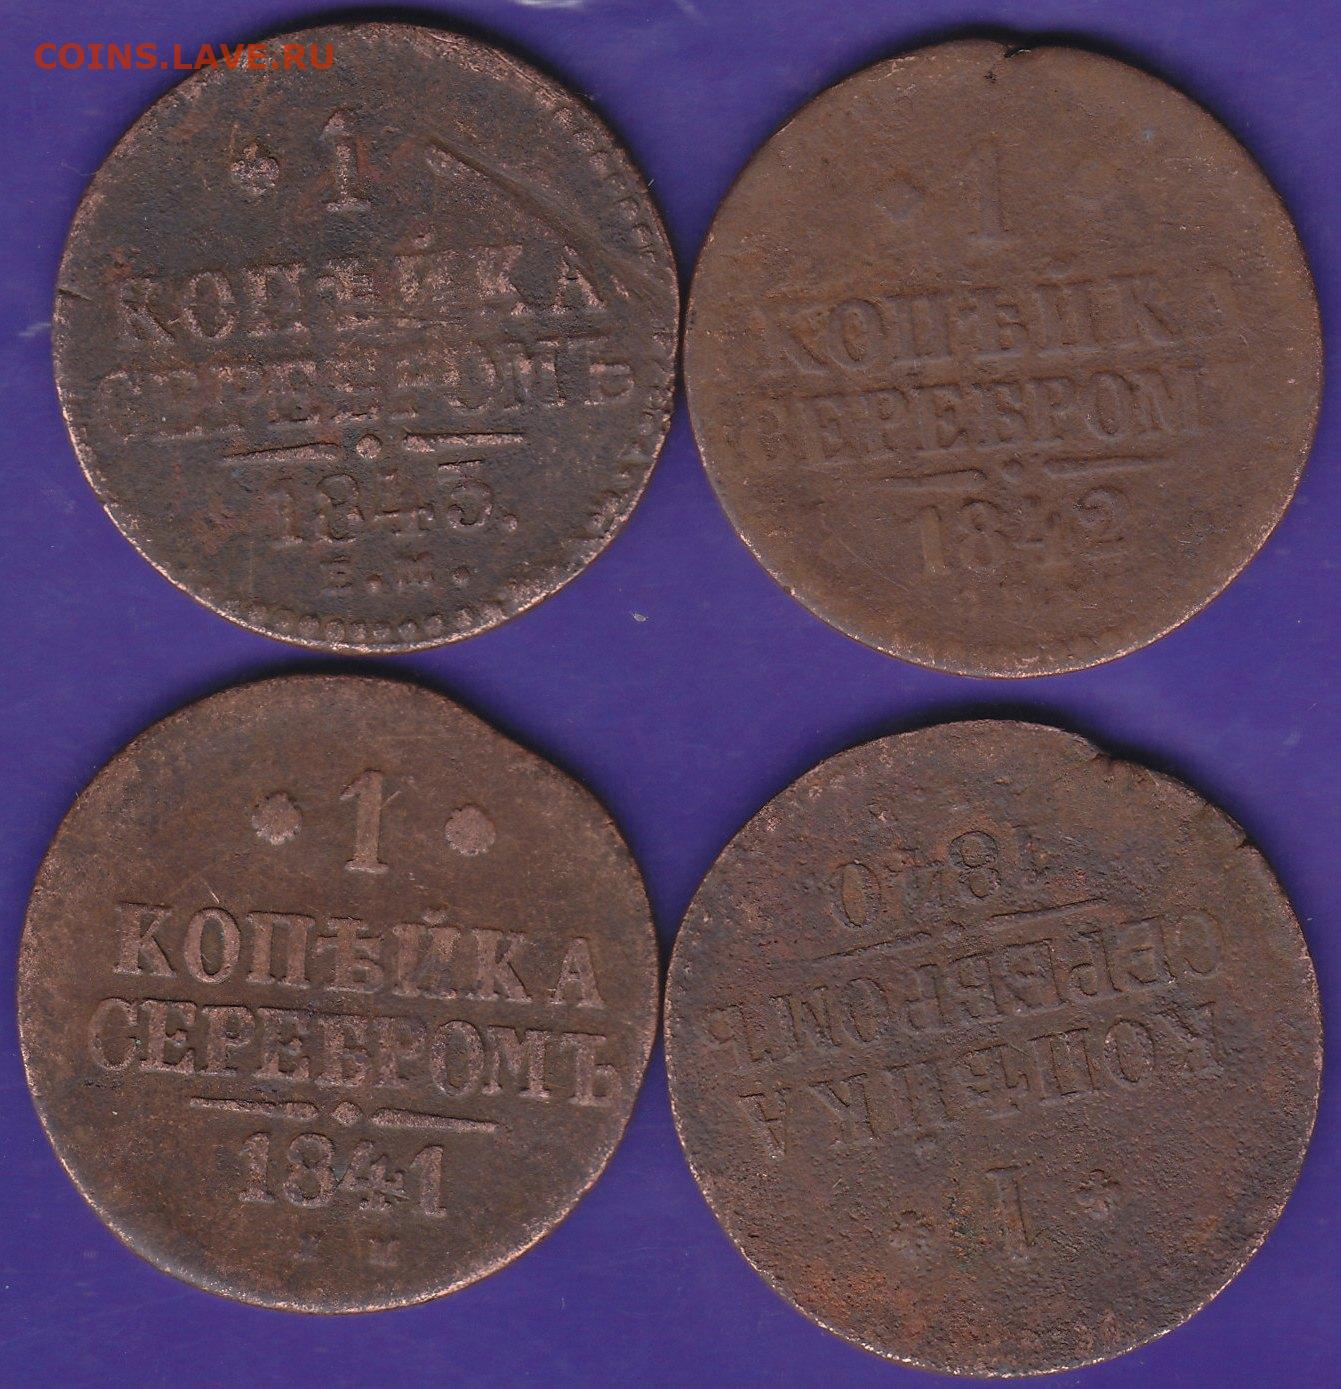 COINS.LAVE.RU
1
КОПѢЙКА
СЕРЕБРОМЪ
1843.
Е.М.
1
КОПѢЙКА
СЕРЕБРОМ
1842
1
КОПѢЙКА
СЕРЕБРОМЪ
1841
1
КОПѢЙКА
СЕРЕБРОМЪ
1840